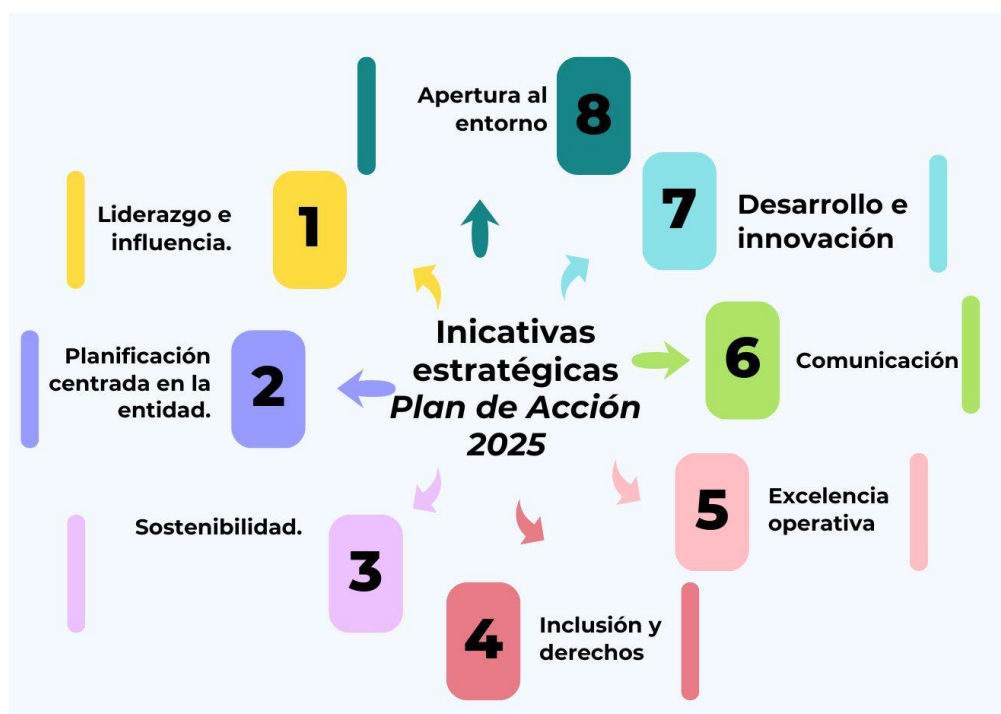 Inicativas
estratégicas
Plan de Acción
2025
1
Liderazgo e
influencia.
2
Planificación
centrada en la
entidad.
3
Sostenibilidad.
4
Inclusión y
derechos
5
Excelencia
operativa
6
Comunicación
7
Desarrollo e
innovación
8
Apertura al
entorno